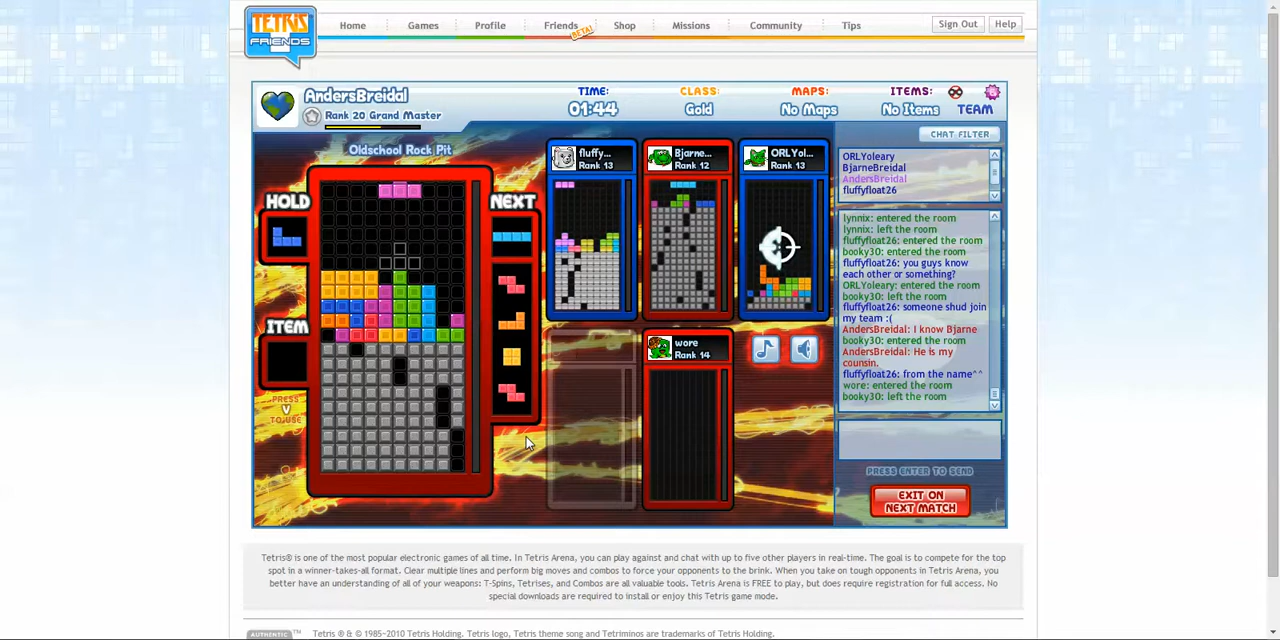 TETRIS
FRIENDS
Home
Games
Profile
Friends
BETA!
Shop
Missions
Community
Tips
Sign Out
Help
AndersBreidal
Rank 20 Grand Master
TIME:
01:44
CLASS:
Gold
MAPS:
No Maps
ITEMS:
No Items
TEAM
Oldschool Rock Pit
HOLD
NEXT
ITEM
PRESS
V
TO USE
fluffy...
Rank 13
Bjarne...
Rank 12
ORLYol...
Rank 13
wore
Rank 14
CHAT FILTER
ORLYoleary
BjarneBreidal
AndersBreidal
fluffyfloat26
lynnix: entered the room
lynnix: left the room
fluffyfloat26: entered the room
booky30: entered the room
fluffyfloat26: you guys know
each other or something?
ORLYoleary: entered the room
booky30: left the room
fluffyfloat26: someone shud join
my team :(
AndersBreidal: I know Bjarne
booky30: entered the room
AndersBreidal: He is my
counsin.
fluffyfloat26: from the name^^
wore: entered the room
booky30: left the room
PRESS ENTER TO SEND
EXIT ON
NEXT MATCH
Tetris® is one of the most popular electronic games of all time. In Tetris Arena, you can play against and chat with up to five other players in real-time. The goal is to compete for the top
spot in a winner-takes-all format. Clear multiple lines and perform big moves and combos to force your opponents to the brink. When you take on tough opponents in Tetris Arena, you
better have an understanding of all of your weapons: T-Spins, Tetrises, and Combos are all valuable tools. Tetris Arena is FREE to play, but does require registration for full access. No
special downloads are required to install or enjoy this Tetris game mode.
AUTHENTIC
Tetris ® & © 1985~2010 Tetris Holding. Tetris logo, Tetris theme song and Tetriminos are trademarks of Tetris Holding.